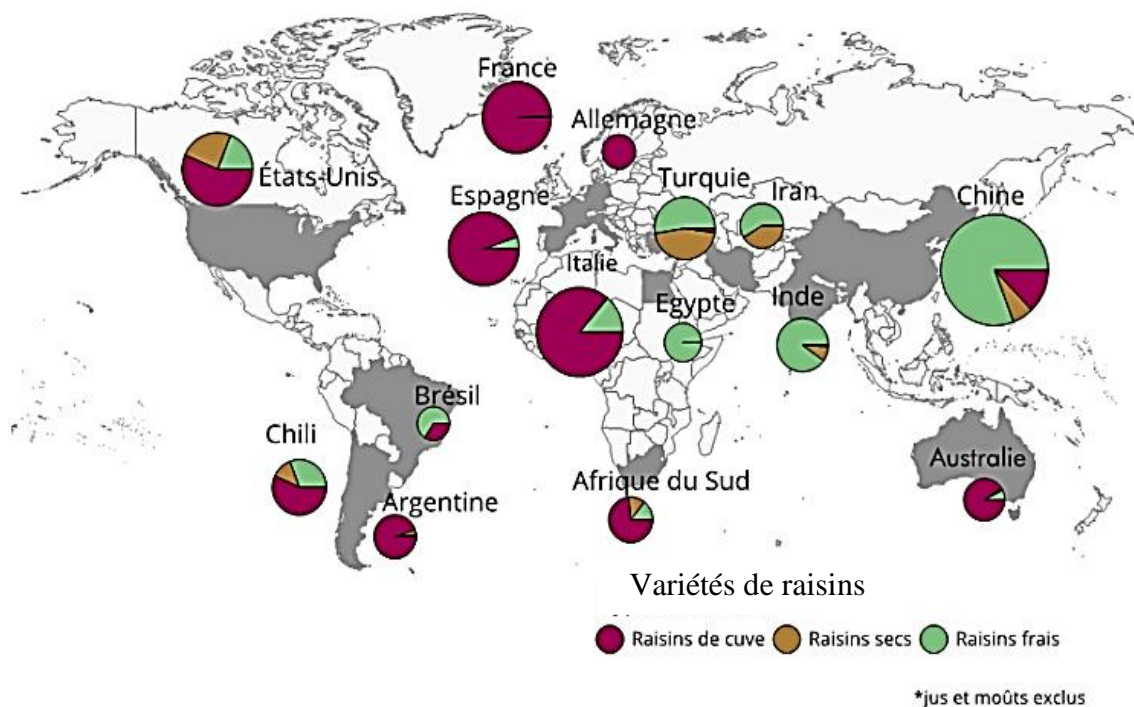 France
Allemagne
États-Unis
Espagne
Turquie
Iran
Chine
Italie
Egypte
Inde
Brésil
Chili
Argentine
Afrique du Sud
Australie
Variétés de raisins
Raisins de cuve Raisins secs Raisins frais
*jus et moûts exclus